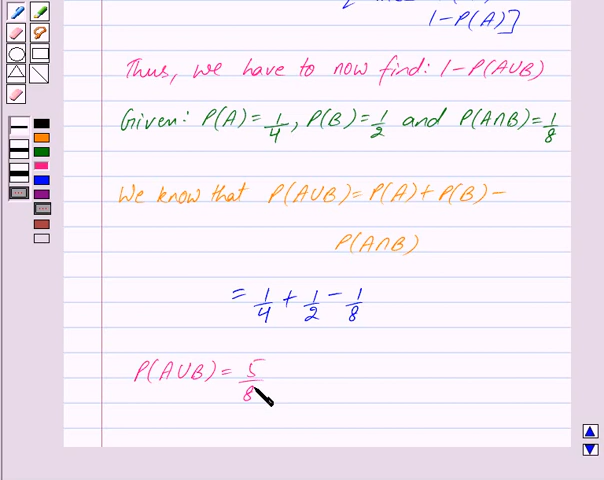 1-P(A)]
Thus, we have to now find: 1-P(AUB)
Given: P(A)=1/4, P(B)=1/2 and P(A∩B)=1/8
We know that P(AUB)=P(A)+P(B)-
P(A∩B)
=1/4+1/2-1/8
P(AUB)=5/8